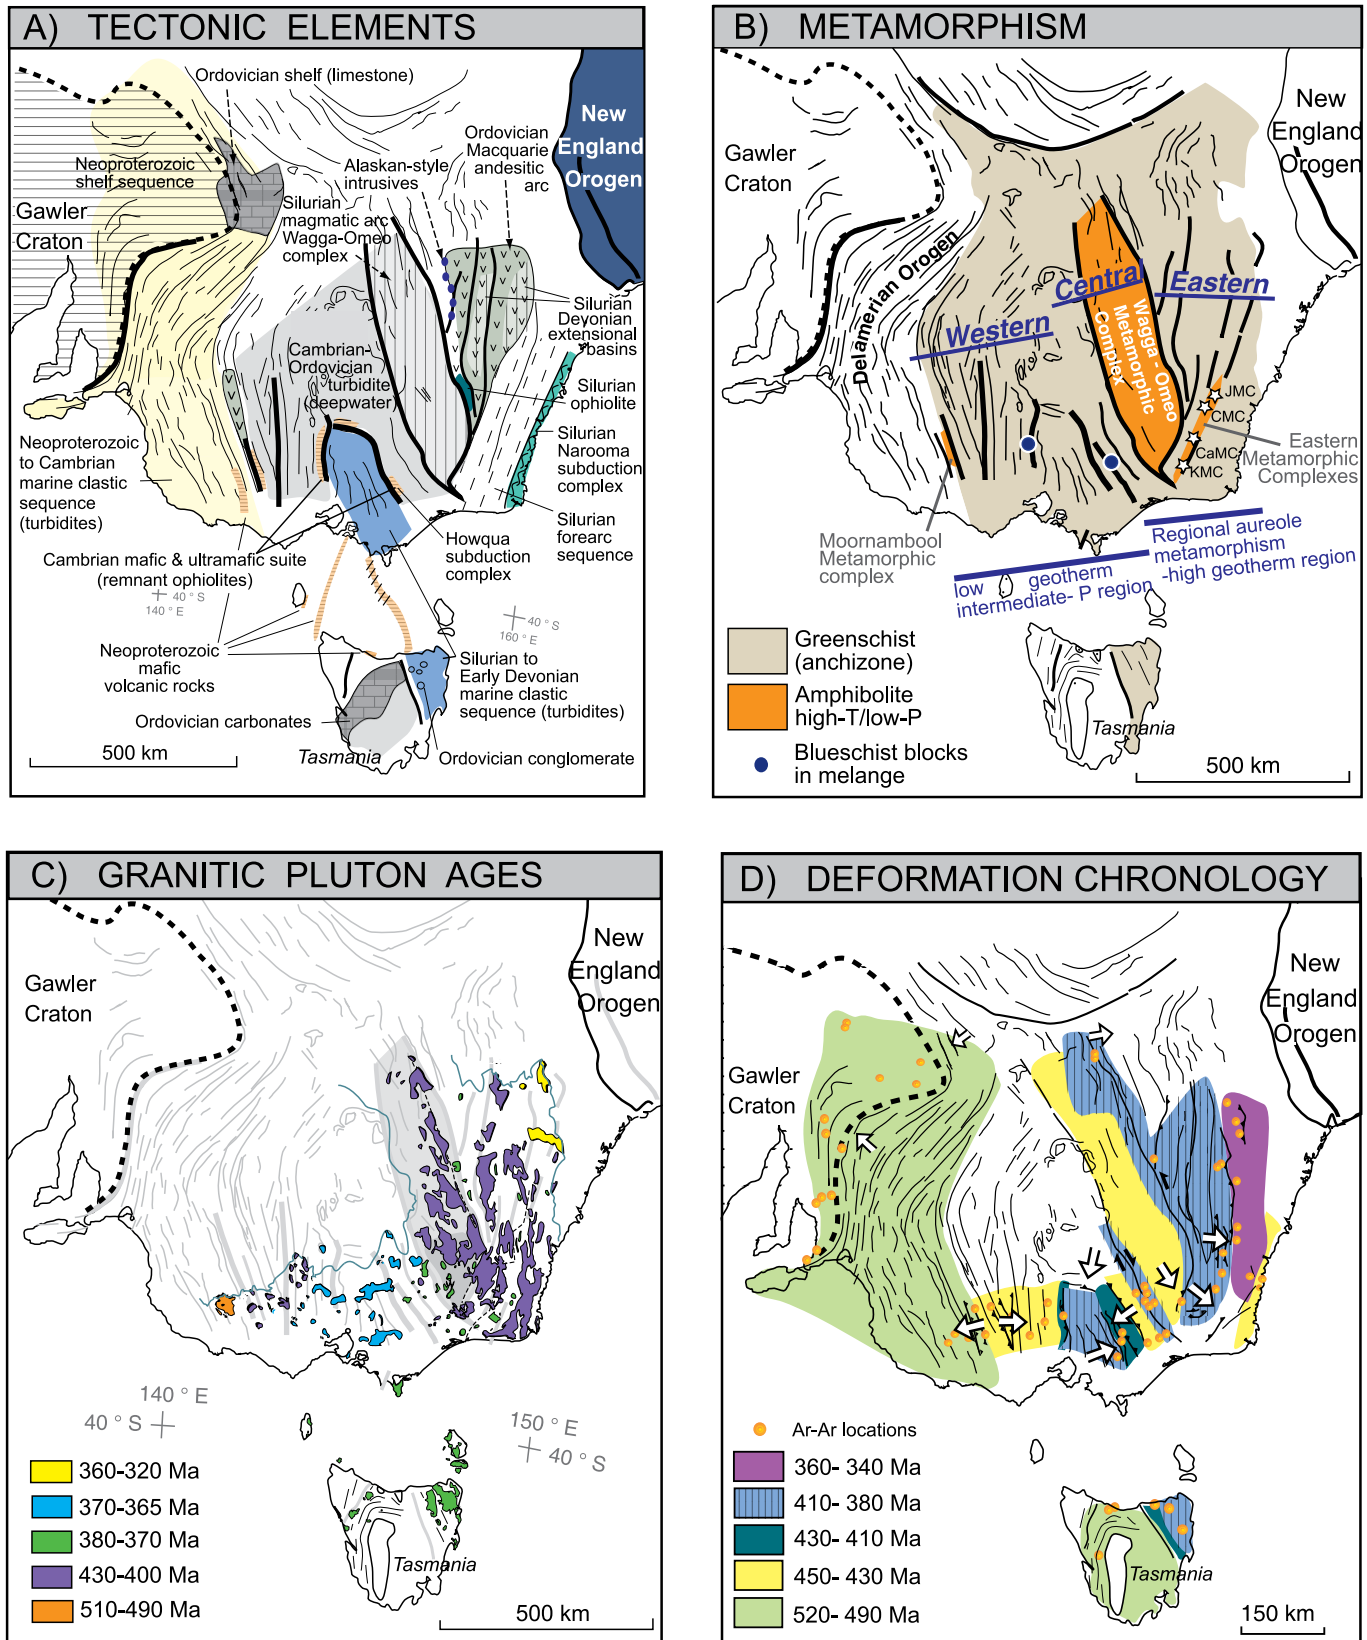 A) TECTONIC ELEMENTS
Ordovician shelf (limestone)
New
England
Orogen
Ordovician
Macquarie
andesitic
arc
Alaskan-style
intrusives
Neoproterozoic
shelf sequence
Silurian
magmatic arc
Wagga-Omeo
complex
Gawler
Craton
Silurian
Devonian
extensional
basins
Cambrian-
Ordovician
turbidite
(deepwater)
Silurian
ophiolite
Silurian
Narooma
subduction
complex
Neoproterozoic
to Cambrian
marine clastic
sequence
(turbidites)
Silurian
forearc
sequence
Howqua
subduction
complex
Cambrian mafic & ultramafic suite
(remnant ophiolites)
40° S
140° E
40° S
160° E
Neoproterozoic
mafic
volcanic rocks
Silurian to
Early Devonian
marine clastic
sequence (turbidites)
Ordovician carbonates
Tasmania
Ordovician conglomerate
500 km
B) METAMORPHISM
New
England
Orogen
Gawler
Craton
Delamerian Orogen
Western
Central
Eastern
Wagga - Omeo
Metamorphic
Complex
JMC
CMC
CaMC
KMC
Eastern
Metamorphic
Complexes
Moornambool
Metamorphic
complex
Regional aureole
metamorphism
-high geotherm region
low geotherm
intermediate- P region
Greenschist
(anchizone)
Amphibolite
high-T/low-P
Blueschist blocks
in melange
Tasmania
500 km
C) GRANITIC PLUTON AGES
New
England
Orogen
Gawler
Craton
140 ° E
40 ° S
150 ° E
40 ° S
360-320 Ma
370-365 Ma
380-370 Ma
430-400 Ma
510-490 Ma
Tasmania
500 km
D) DEFORMATION CHRONOLOGY
New
England
Orogen
Gawler
Craton
Ar-Ar locations
360- 340 Ma
410- 380 Ma
430- 410 Ma
450- 430 Ma
520- 490 Ma
Tasmania
150 km